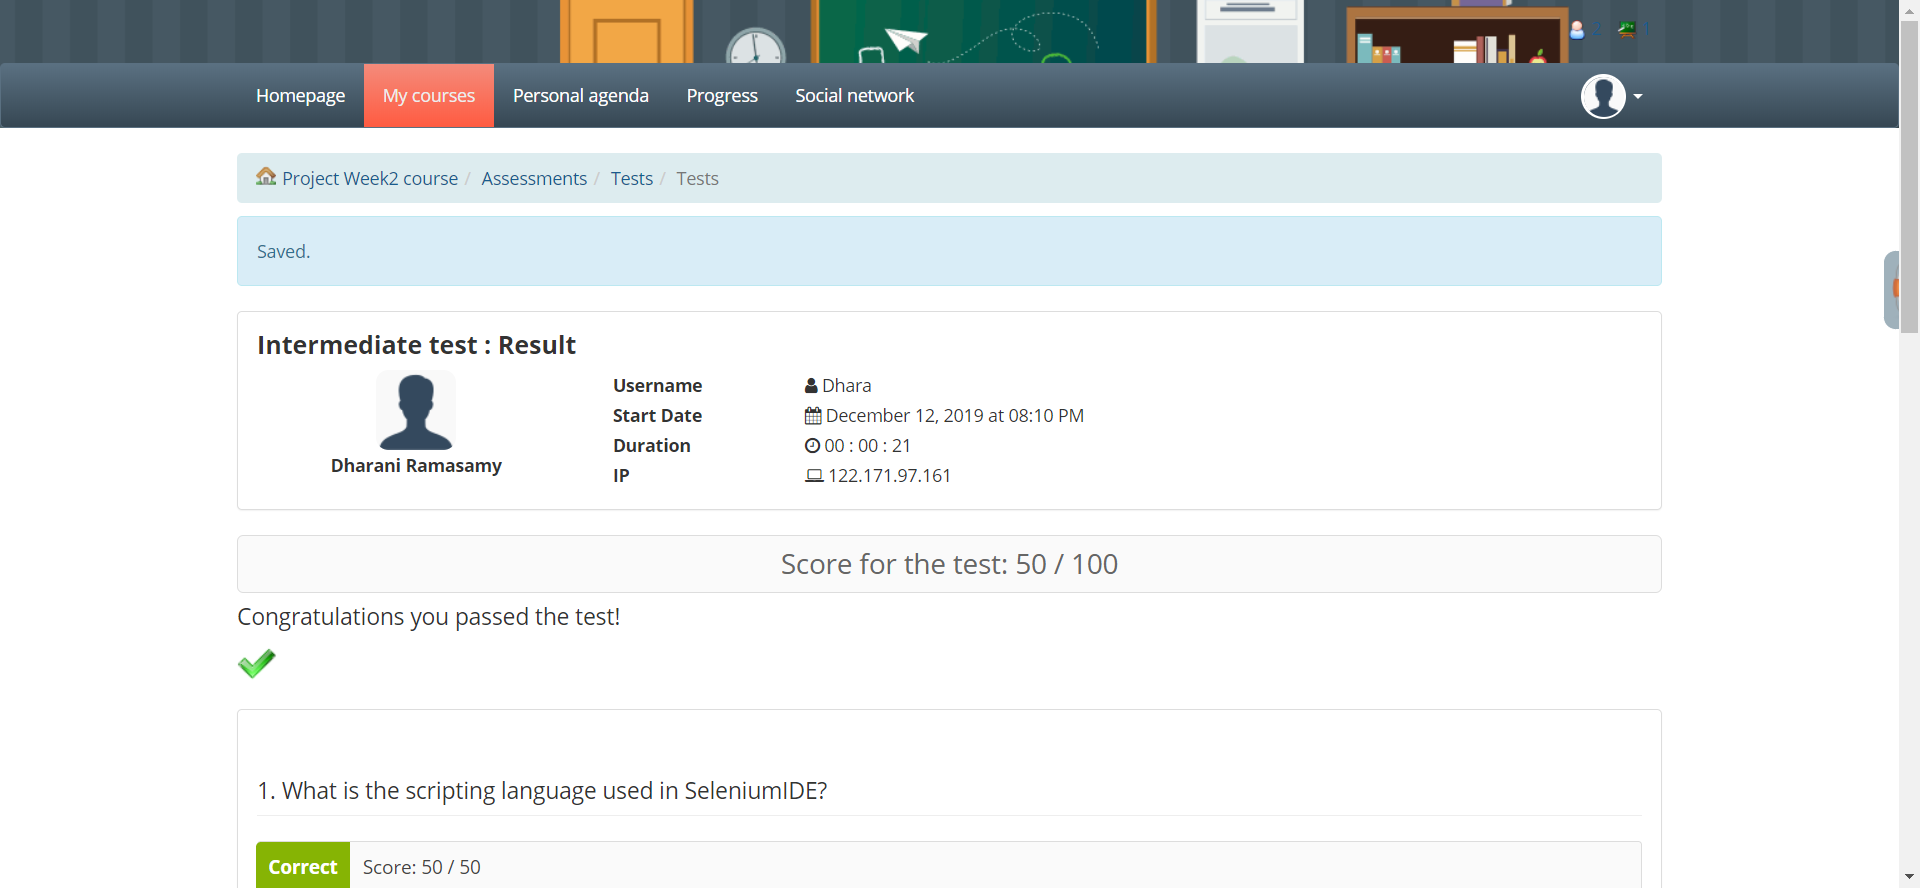 2 1
Homepage My courses Personal agenda Progress Social network
Project Week2 course / Assessments / Tests / Tests
Saved.
Intermediate test : Result
Dharani Ramasamy
Username Dhara
Start Date December 12, 2019 at 08:10 PM
Duration 00 : 00 : 21
IP 122.171.97.161
Score for the test: 50 / 100
Congratulations you passed the test!
1. What is the scripting language used in SeleniumIDE?
Correct Score: 50 / 50